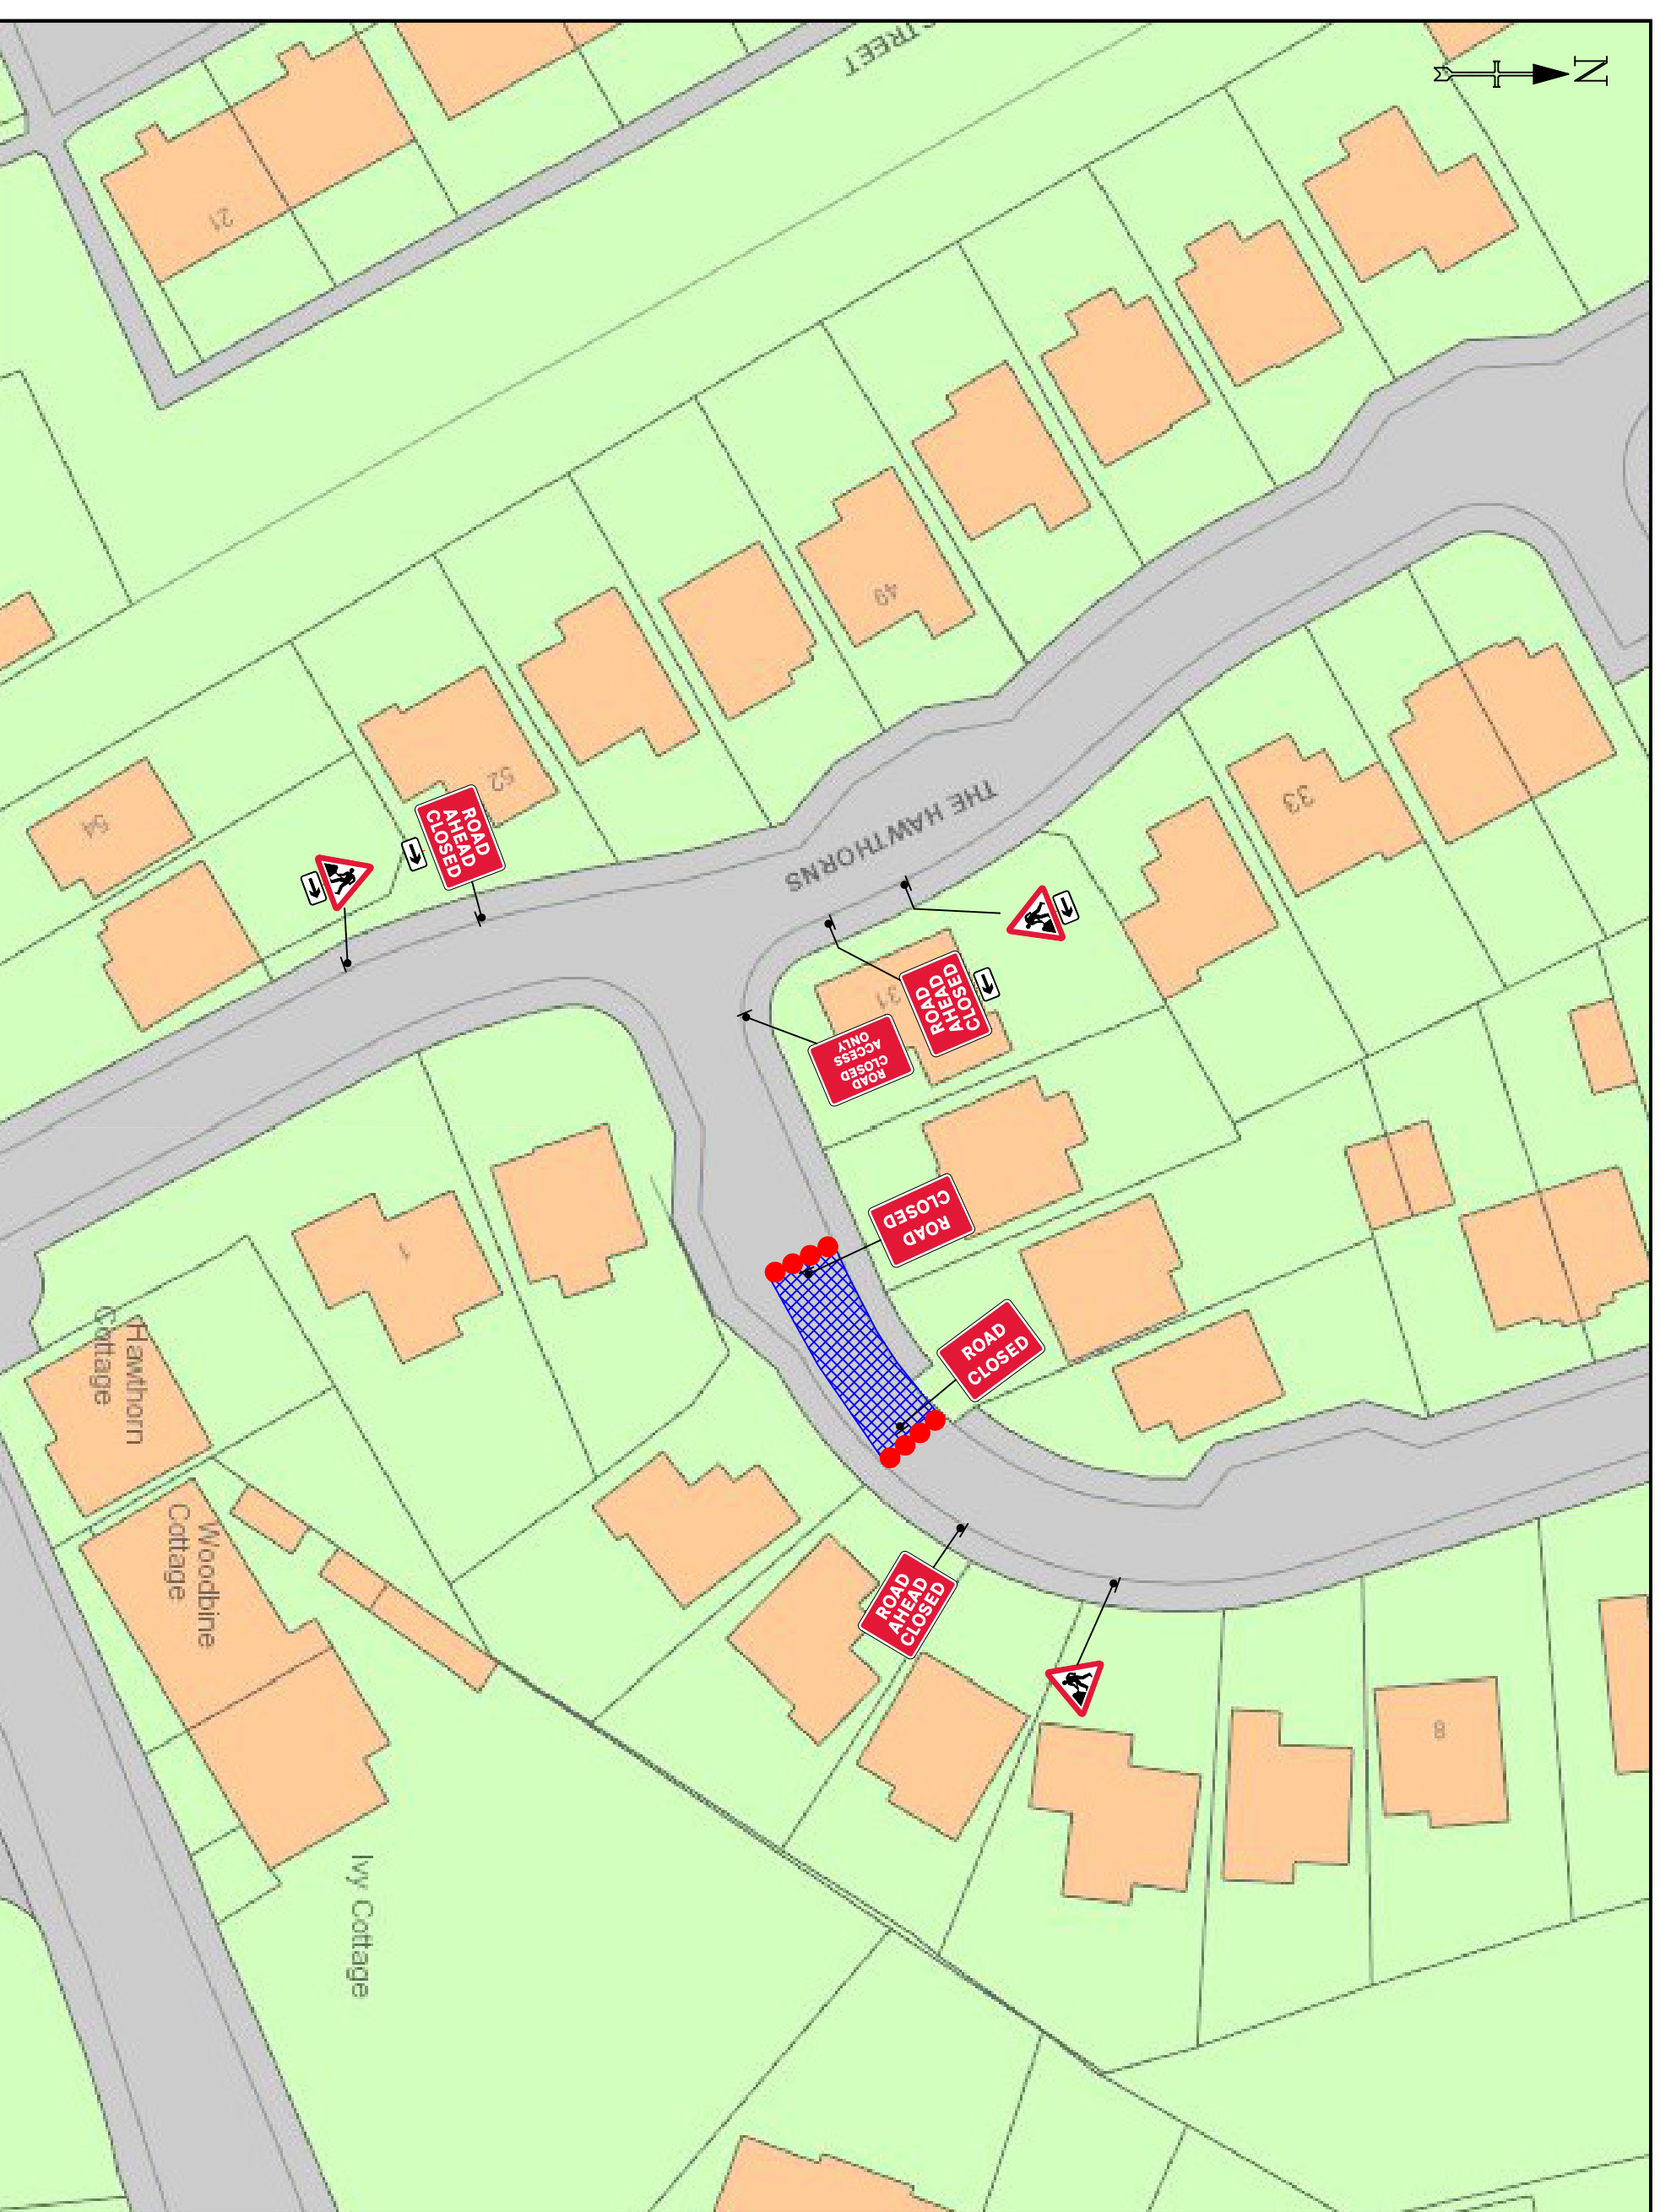 STREET
N
21
49
52
54
33
THE HAWTHORNS
31
ROAD
AHEAD
CLOSED
ROAD
AHEAD
CLOSED
ROAD
CLOSED
ACCESS
ONLY
ROAD
CLOSED
ROAD
CLOSED
ROAD
AHEAD
CLOSED
1
Hawthorn
Cottage
Woodbine
Cottage
Ivy Cottage
8